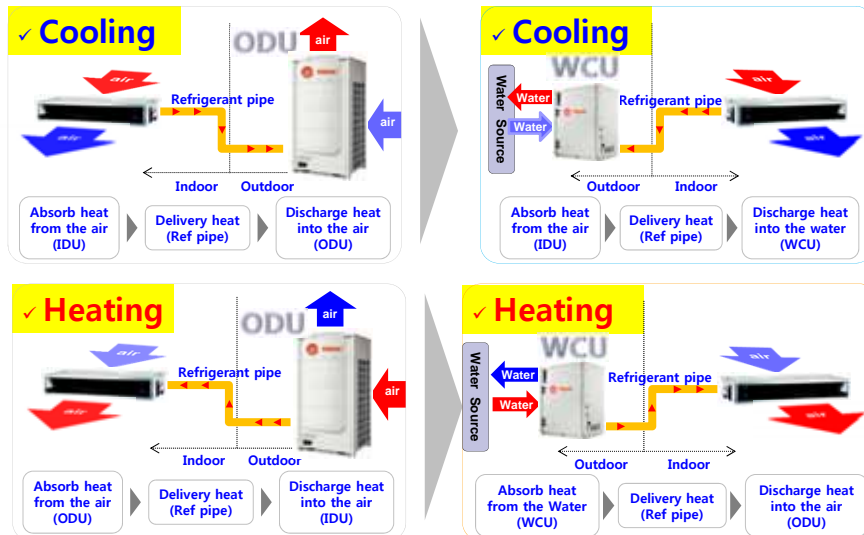 ✓ Cooling
ODU
air
air
Refrigerant pipe
air
air
Indoor
Outdoor
Absorb heat
from the air
(IDU)
Delivery heat
(Ref pipe)
Discharge heat
into the air
(ODU)
✓ Cooling
WCU
Water Source
Water
Water
Refrigerant pipe
air
air
Outdoor
Indoor
Absorb heat
from the air
(IDU)
Delivery heat
(Ref pipe)
Discharge heat
into the water
(WCU)
✓ Heating
ODU
air
air
Refrigerant pipe
air
air
Indoor
Outdoor
Absorb heat
from the air
(ODU)
Delivery heat
(Ref pipe)
Discharge heat
into the air
(IDU)
✓ Heating
WCU
Water Source
Water
Water
Refrigerant pipe
air
air
Outdoor
Indoor
Absorb heat
from the Water
(WCU)
Delivery heat
(Ref pipe)
Discharge heat
into the air
(ODU)